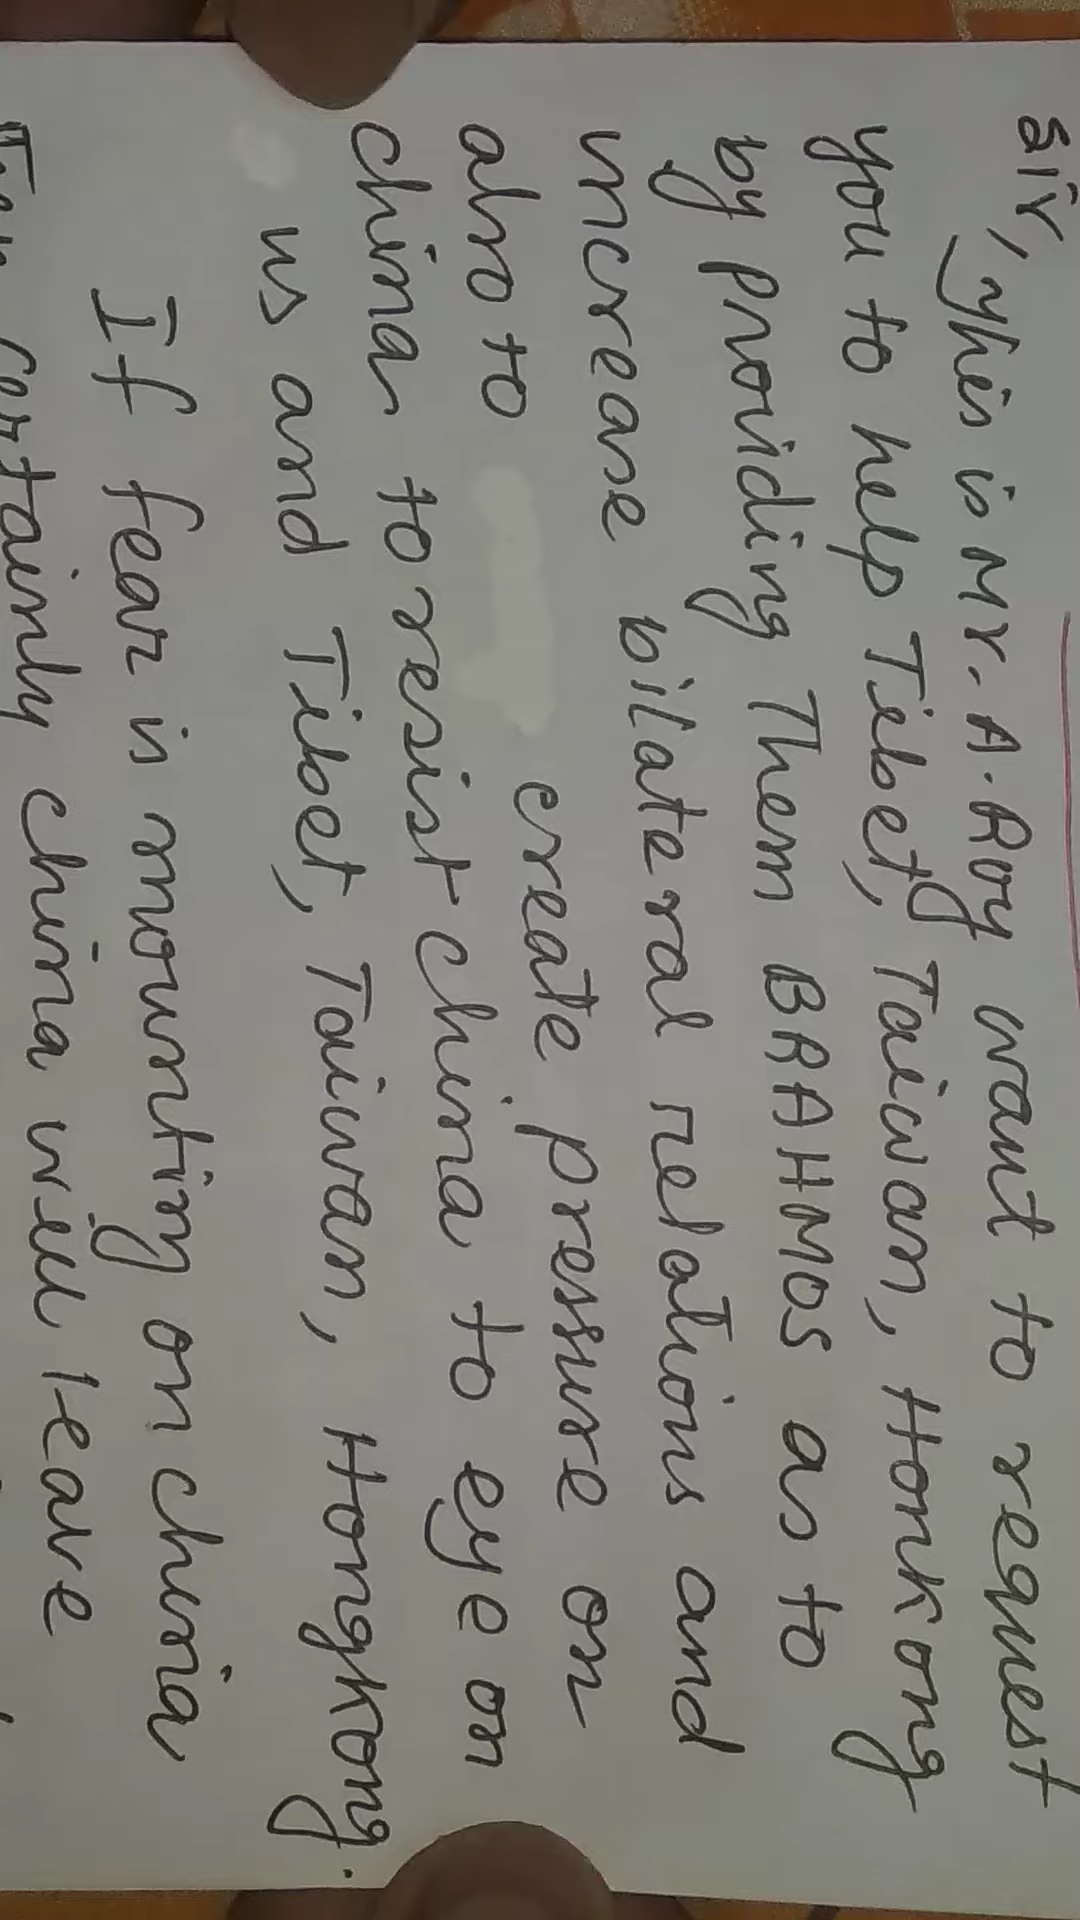 Sir, This is Mr. A. Roy want to request
you to help Tibet, Taiwan, Honkong
by providing Them BRAHMOS as to
increase bilateral relations and
also to create pressure on
china to resist china to eye on
us and Tibet, Taiwan, Hongkong.
If fear is mounting on china
certainly china will leave